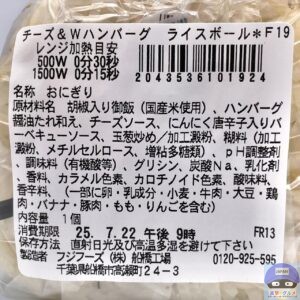 チーズ&Wハンバーグ　ライスボール＊F19
レンジ加熱目安
500W 0分30秒
1500W 0分15秒
2043536101924
名称 おにぎり
原材料名 胡椒入り御飯（国産米使用）、ハンバーグ
醤油たれ和え、チーズソース、にんにく唐辛子入りバー
ベキューソース、玉葱炒め／加工澱粉、糊料（加工澱
粉、メチルセルロース、増粘多糖類）、pH調整剤
、調味料（有機酸等）、グリシン、炭酸Na、乳化剤
、香料、カラメル色素、カロチノイド色素、酸味料、
香辛料、（一部に卵・乳成分・小麦・牛肉・大豆・鶏肉
・バナナ・豚肉・もも・りんごを含む）
内容量 1個
消費期限 25. 7.22 午後 9時 FR13
保存方法 直射日光及び高温多湿を避けて下さい
製造者 フジフーズ（株）船橋工場 0120-925-595
千葉県船橋市高瀬町24－3